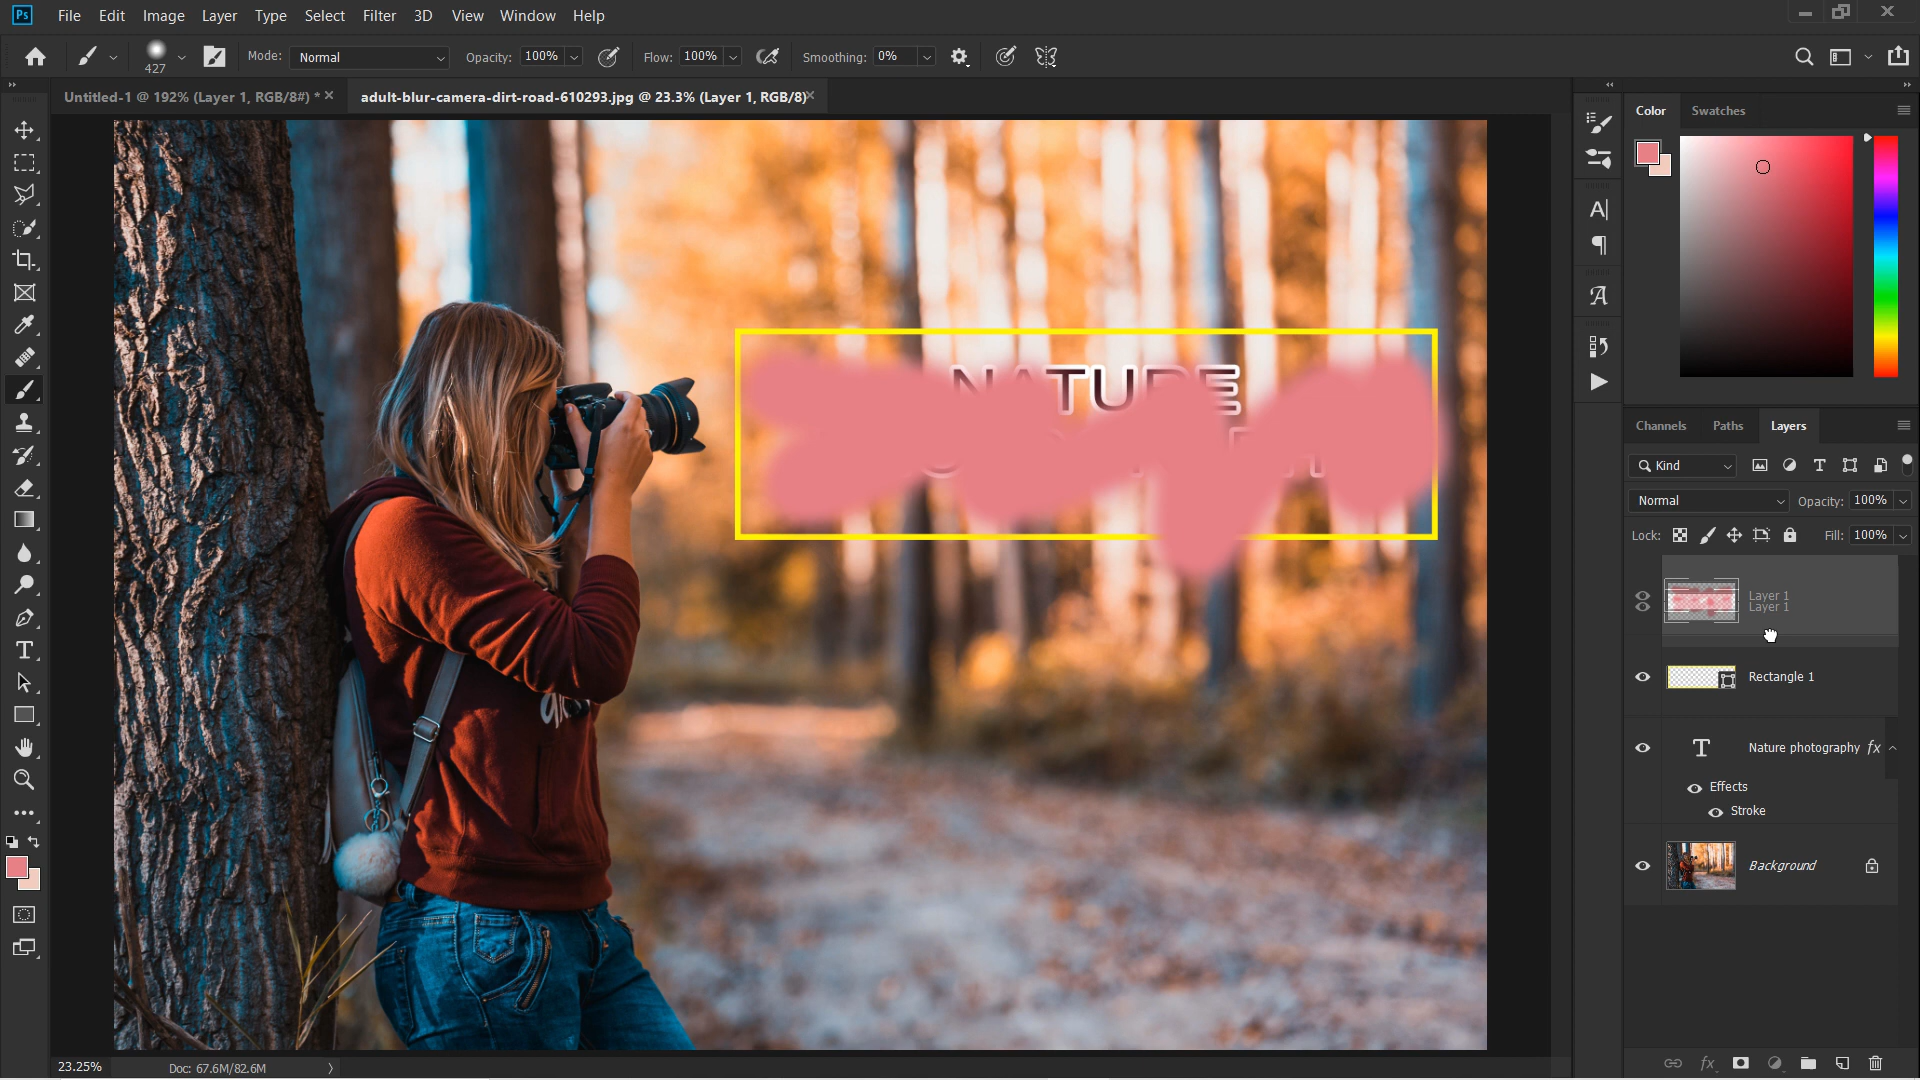 Ps File Edit Image Layer Type Select Filter 3D View Window Help
427 Mode: Normal Opacity: 100% Flow: 100% Smoothing: 0%
Untitled-1 @ 192% (Layer 1, RGB/8#) * × adult-blur-camera-dirt-road-610293.jpg @ 23.3% (Layer 1, RGB/8) ×
Color Swatches
NATURE
Channels Paths Layers
Kind
Normal Opacity: 100%
Lock: Fill: 100%
Layer 1
Layer 1
Rectangle 1
Nature photography fx
Effects
Stroke
Background
23.25% Doc: 67.6M/82.6M
fx